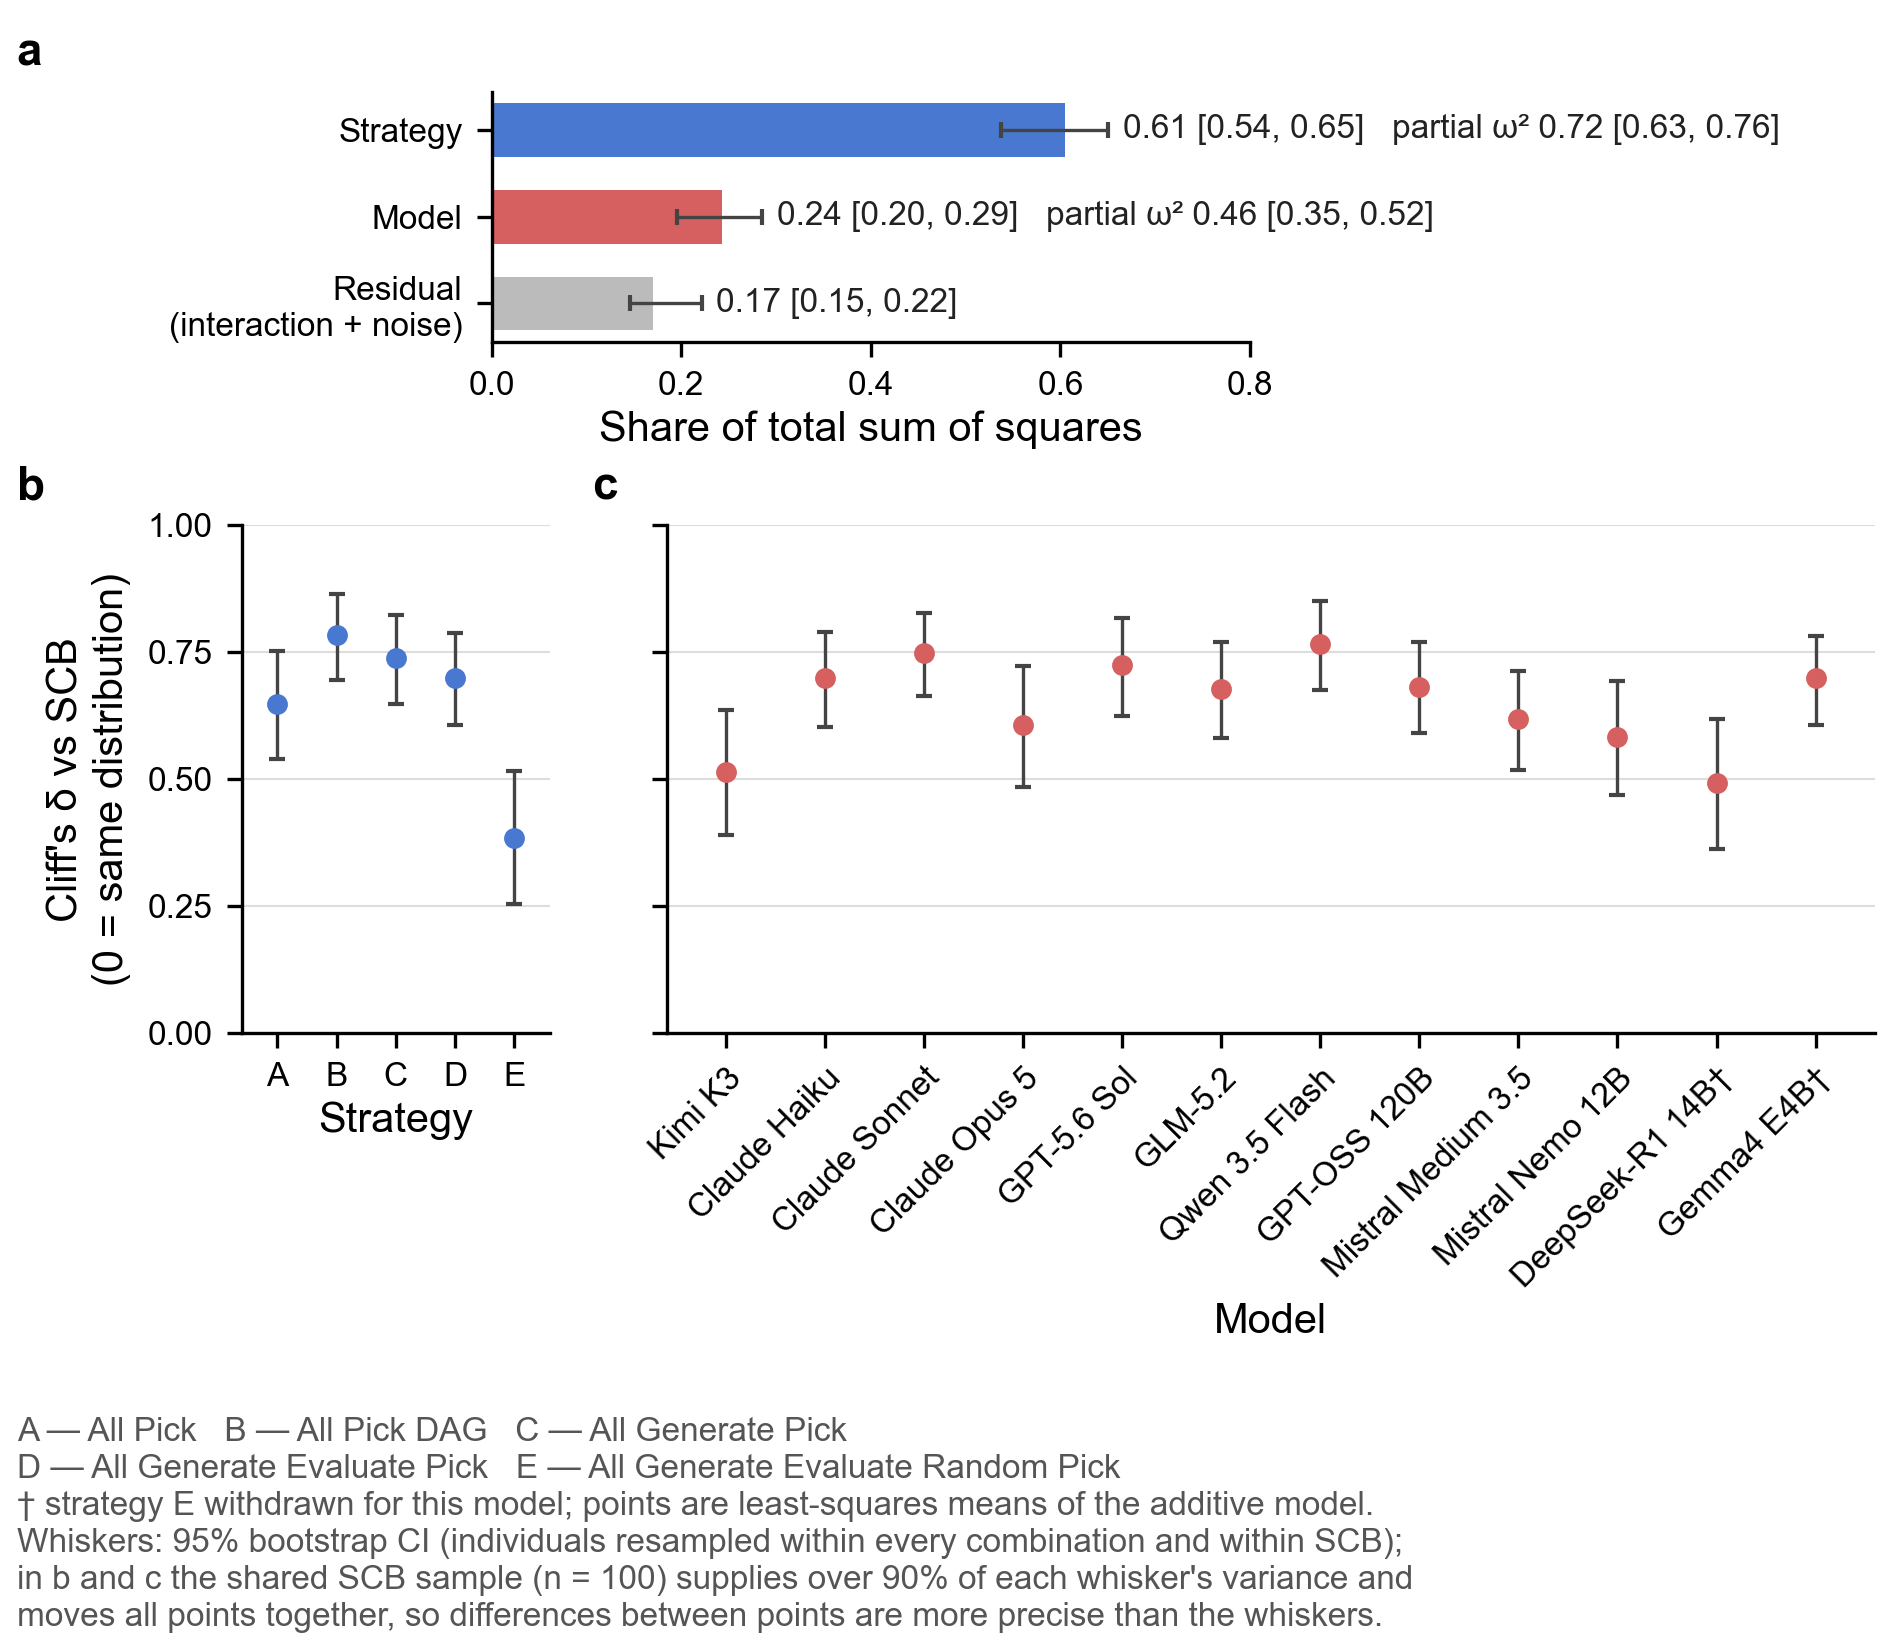 a
Strategy
0.61 [0.54, 0.65]   partial ω² 0.72 [0.63, 0.76]
Model
0.24 [0.20, 0.29]   partial ω² 0.46 [0.35, 0.52]
Residual
(interaction + noise)
0.17 [0.15, 0.22]
0.0
0.2
0.4
0.6
0.8
Share of total sum of squares
b
Cliff's δ vs SCB
(0 = same distribution)
1.00
0.75
0.50
0.25
0.00
A
B
C
D
E
Strategy
c
Kimi K3
Claude Haiku
Claude Sonnet
Claude Opus 5
GPT-5.6 Sol
GLM-5.2
Qwen 3.5 Flash
GPT-OSS 120B
Mistral Medium 3.5
Mistral Nemo 12B
DeepSeek-R1 14B†
Gemma4 E4B†
Model
A — All Pick   B — All Pick DAG   C — All Generate Pick
D — All Generate Evaluate Pick   E — All Generate Evaluate Random Pick
† strategy E withdrawn for this model; points are least-squares means of the additive model.
Whiskers: 95% bootstrap CI (individuals resampled within every combination and within SCB);
in b and c the shared SCB sample (n = 100) supplies over 90% of each whisker's variance and
moves all points together, so differences between points are more precise than the whiskers.